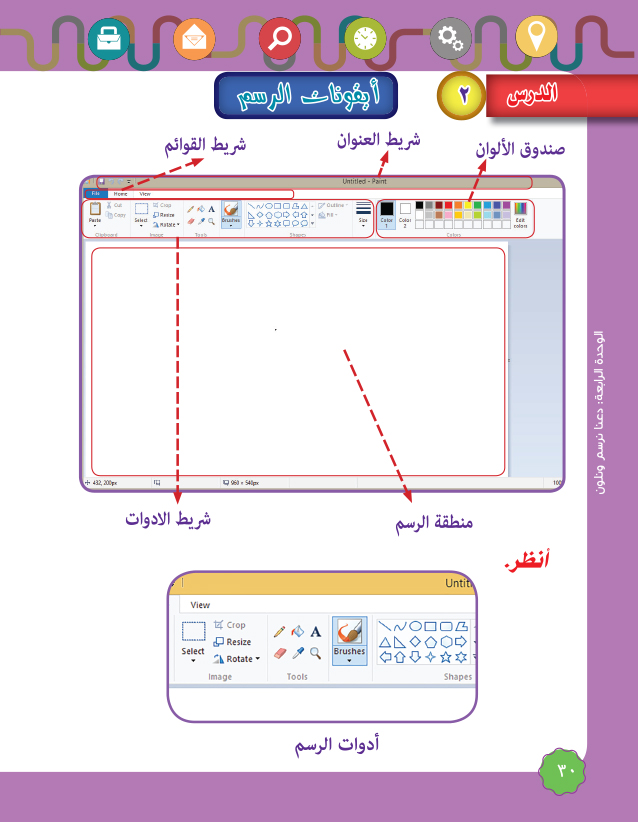 الدرس ٢
أيقونات الرسم
صندوق الألوان
شريط العنوان
شريط القوائم
Untitled - Paint
File Home View
Paste
Cut
Copy
Clipboard
Select
Crop
Resize
Rotate
Image
A
Tools
Brushes
Outline
Fill
Shapes
Size
Color 1
Color 2
Edit colors
Colors
432, 200px
960 × 540px
100
شريط الادوات
منطقة الرسم
أنظر.
Untit
View
Select
Crop
Resize
Rotate
Image
A
Tools
Brushes
Shapes
أدوات الرسم
الوحدة الرابعة: دعنا نرسم ونلون
٣٠